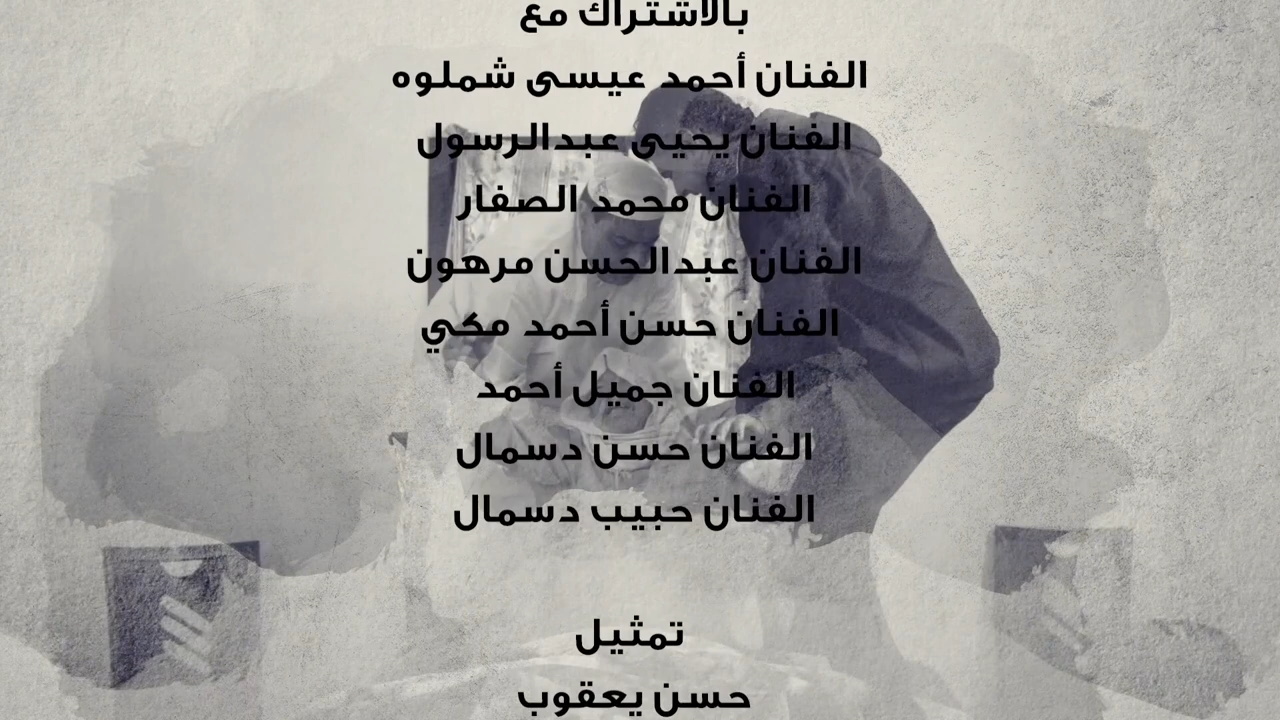 بالاشتراك مع
الفنان أحمد عيسى شملوه
الفنان يحيى عبدالرسول
الفنان محمد الصفار
الفنان عبدالحسن مرهون
الفنان حسن أحمد مكي
الفنان جميل أحمد
الفنان حسن دسمال
الفنان حبيب دسمال
تمثيل
حسن يعقوب